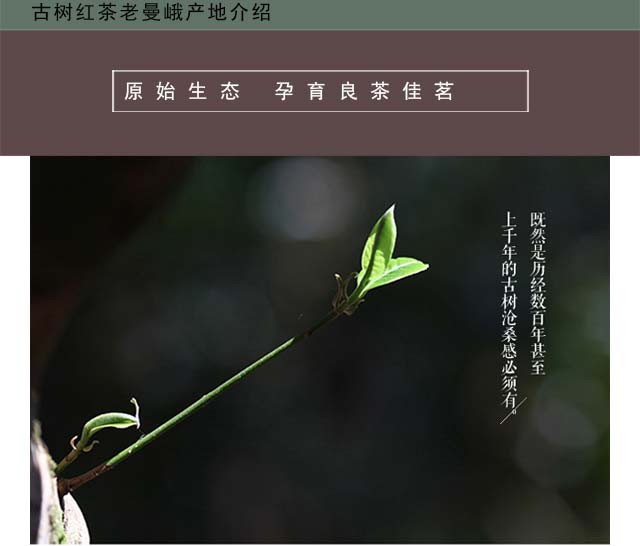 古树红茶老曼峨产地介绍
原始生态 孕育良茶佳茗
既然是历经数百年甚至
上千年的古树沧桑感必须有。